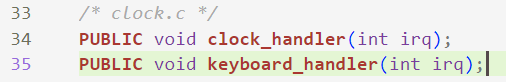 33 /* clock.c */
34 PUBLIC void clock_handler(int irq);
35 PUBLIC void keyboard_handler(int irq);